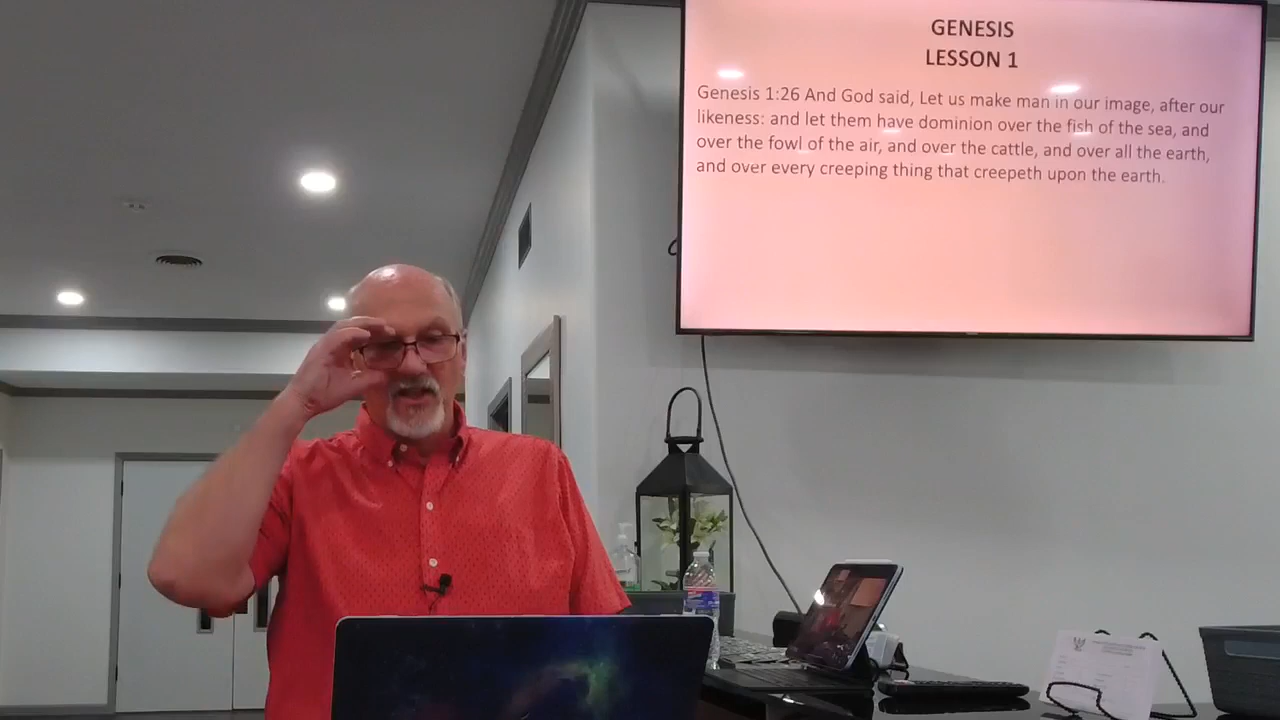 GENESIS
LESSON 1
Genesis 1:26 And God said, Let us make man in our image, after our
likeness: and let them have dominion over the fish of the sea, and
over the fowl of the air, and over the cattle, and over all the earth,
and over every creeping thing that creepeth upon the earth.